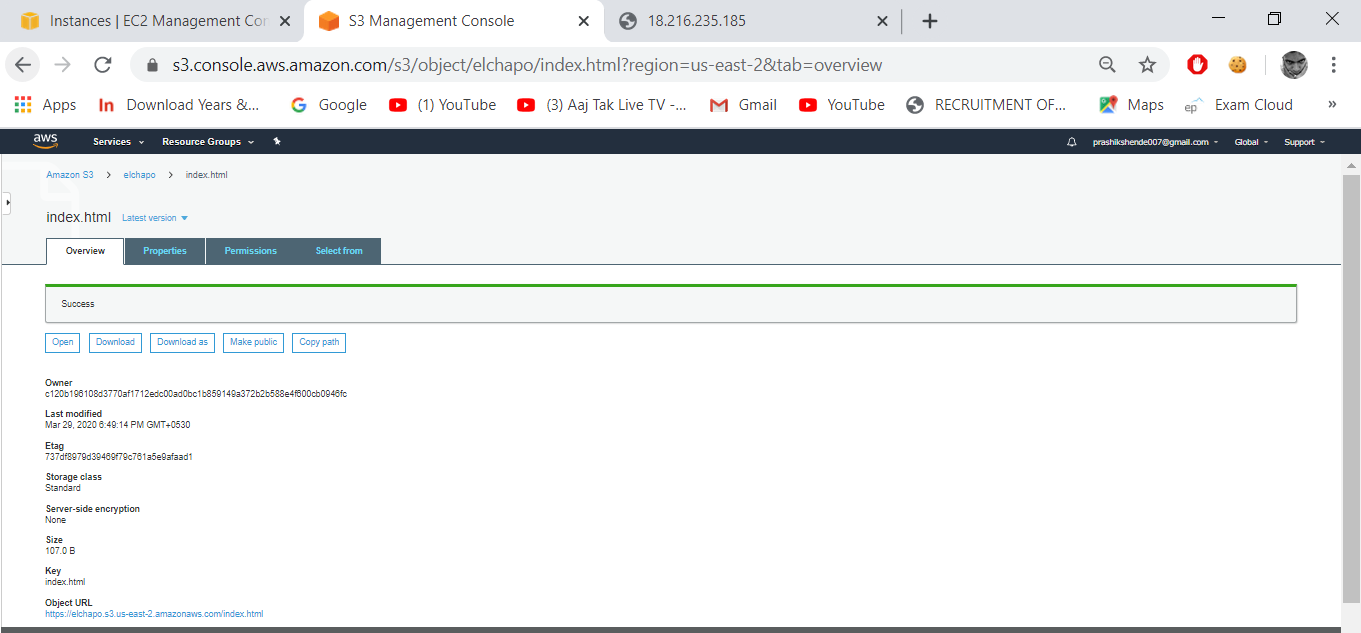 Instances | EC2 Management Con
S3 Management Console
18.216.235.185
s3.console.aws.amazon.com/s3/object/elchapo/index.html?region=us-east-2&tab=overview
Apps
In Download Years &...
G Google
(1) YouTube
(3) Aaj Tak Live TV -...
Gmail
YouTube
RECRUITMENT OF...
Maps
ep Exam Cloud
»
aws
Services
Resource Groups
prashikshende007@gmail.com
Global
Support
Amazon S3 > elchapo > index.html
index.html Latest version
Overview Properties Permissions Select from
Success
Open Download Download as Make public Copy path
Owner
c120b196108d3770af1712edc00ad0bc1b859149a372b2b588e4f600cb0946fc
Last modified
Mar 29, 2020 6:49:14 PM GMT+0530
Etag
737df8979d39469f79c761a5e9afaad1
Storage class
Standard
Server-side encryption
None
Size
107.0 B
Key
index.html
Object URL
https://elchapo.s3.us-east-2.amazonaws.com/index.html